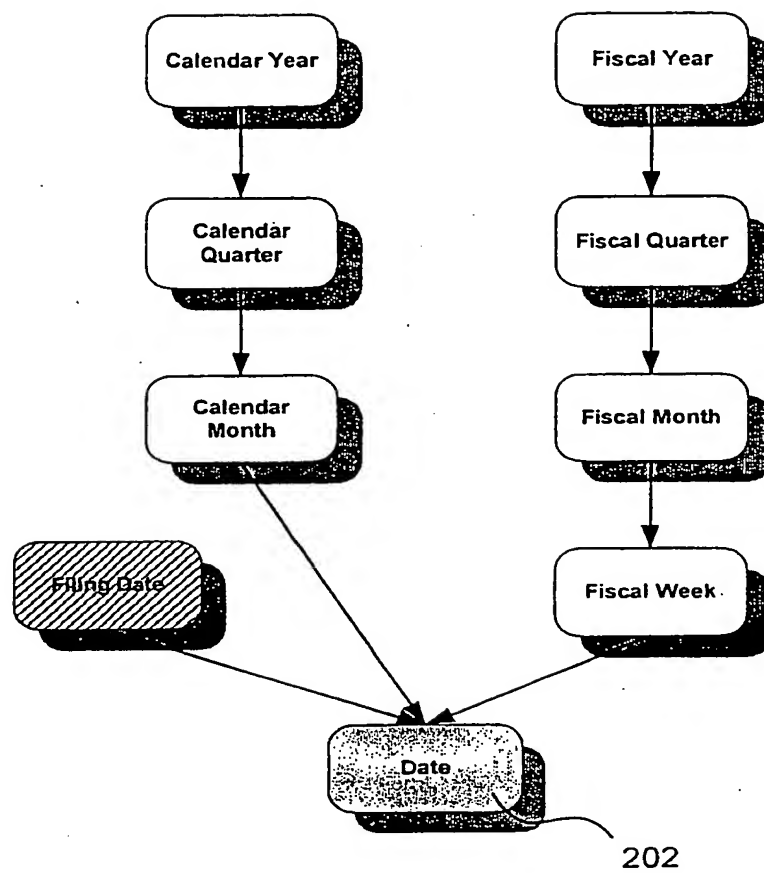 Calendar Year
Fiscal Year
Calendar
Quarter
Fiscal Quarter
Calendar
Month
Fiscal Month
Filing Date
Fiscal Week
Date
202